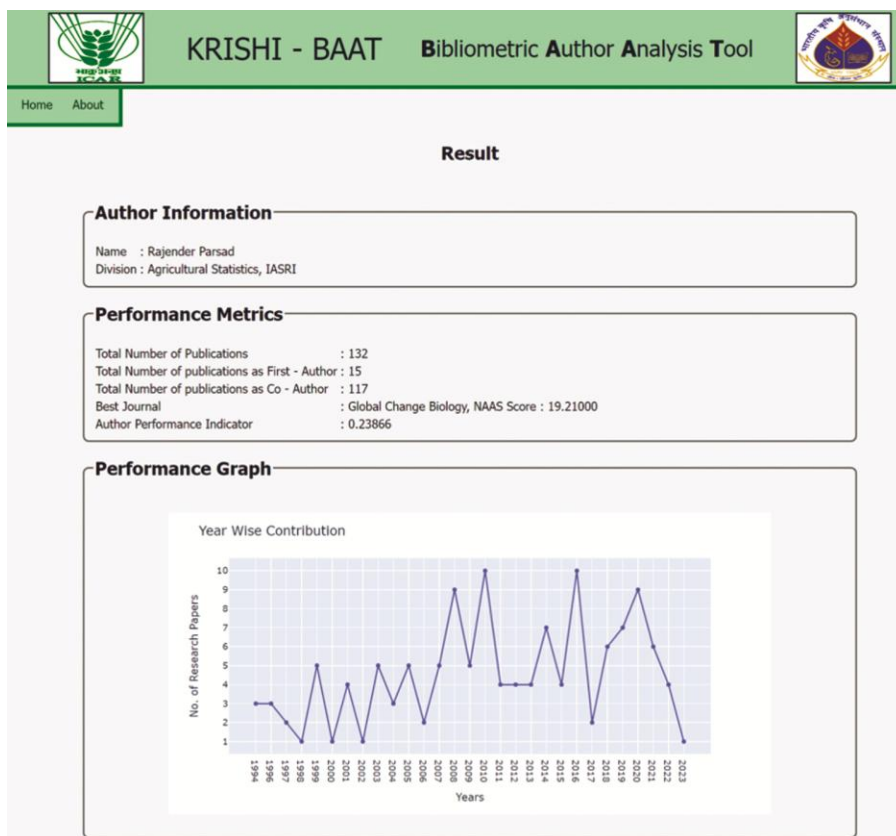 KRISHI - BAAT Bibliometric Author Analysis Tool
ICAR
Home About
Result
Author Information
Name : Rajender Parsad
Division : Agricultural Statistics, IASRI
Performance Metrics
Total Number of Publications : 132
Total Number of publications as First - Author : 15
Total Number of publications as Co - Author : 117
Best Journal : Global Change Biology, NAAS Score : 19.21000
Author Performance Indicator : 0.23866
Performance Graph
Year Wise Contribution
10
9
8
7
6
5
4
3
2
1
No. of Research Papers
1994 1996 1997 1998 1999 2000 2001 2002 2003 2004 2005 2006 2007 2008 2009 2010 2011 2012 2013 2014 2015 2016 2017 2018 2019 2020 2021 2022 2023
Years